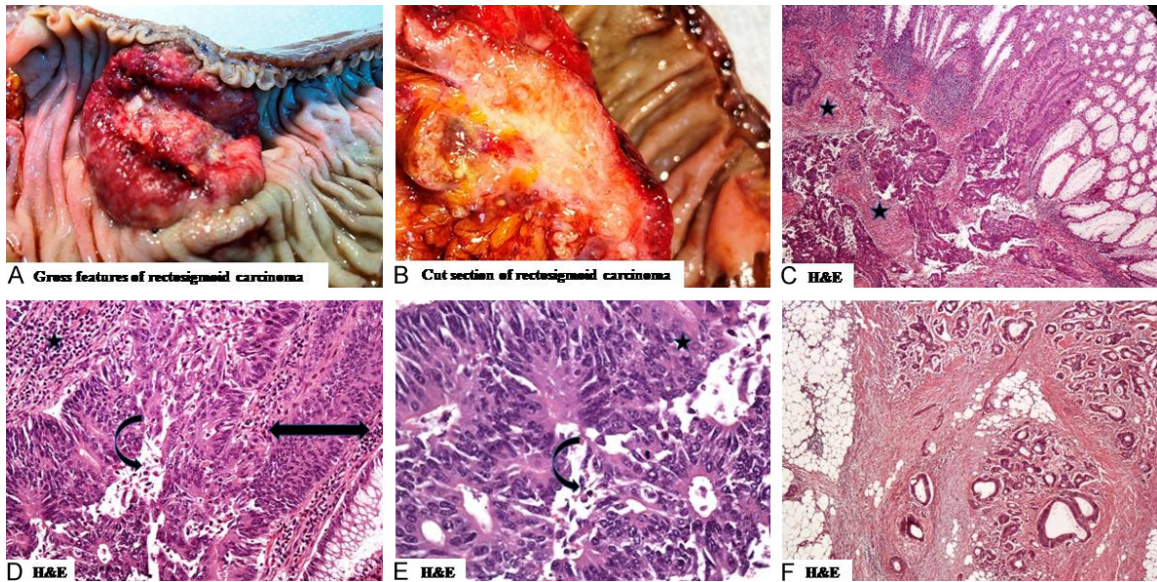 A Gross features of rectosigmoid carcinoma
B Cut section of rectosigmoid carcinoma
C H&E
D H&E
E H&E
F H&E